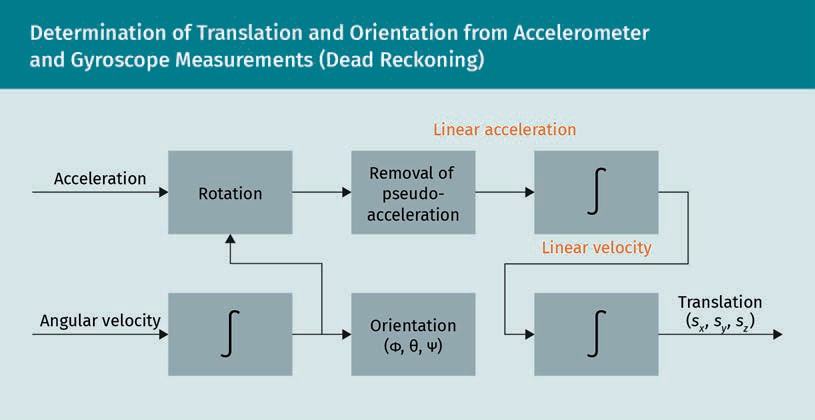 Determination of Translation and Orientation from Accelerometer
and Gyroscope Measurements (Dead Reckoning)
Linear acceleration
Acceleration
Rotation
Removal of
pseudo-
acceleration
∫
Linear velocity
Angular velocity
∫
Orientation
(Φ, θ, Ψ)
∫
Translation
(sx, sy, sz)